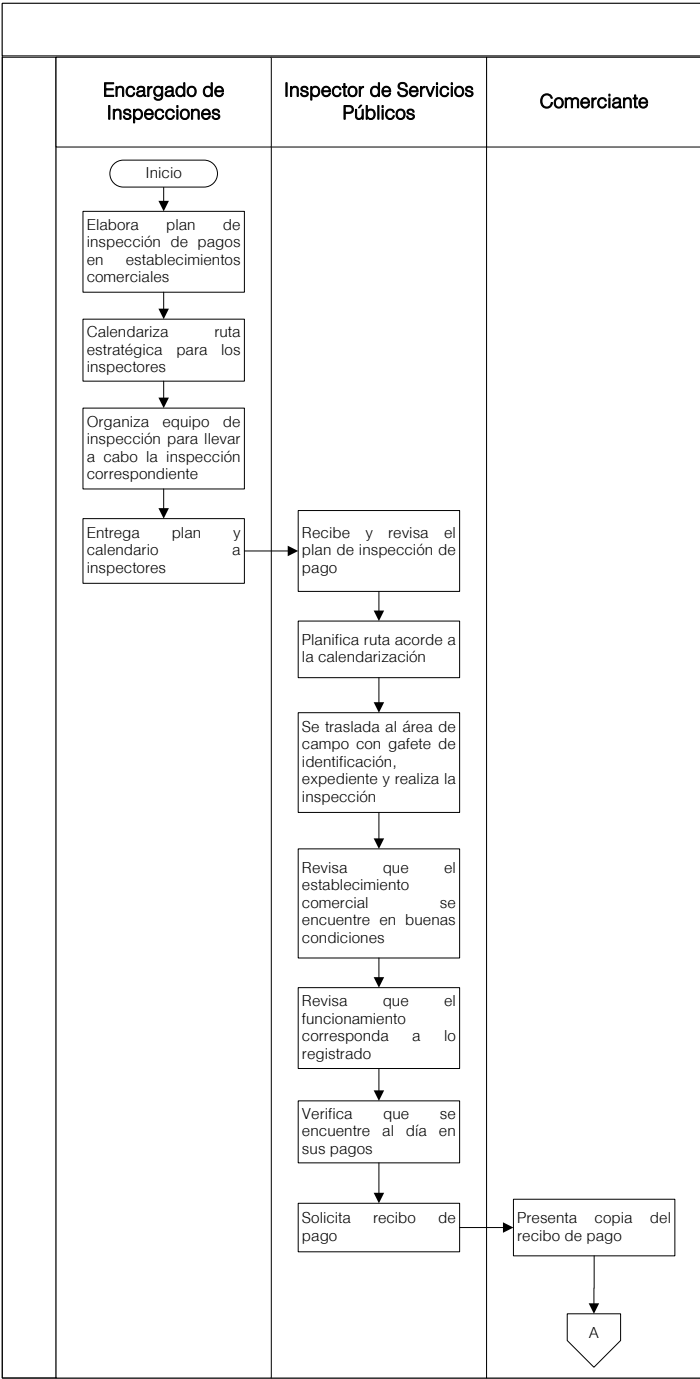 Encargado de
Inspecciones
Inspector de Servicios
Públicos
Comerciante
Inicio
Elabora plan de
inspección de pagos
en establecimientos
comerciales
Calendariza ruta
estratégica para los
inspectores
Organiza equipo de
inspección para llevar
a cabo la inspección
correspondiente
Entrega plan y
calendario a
inspectores
Recibe y revisa el
plan de inspección de
pago
Planifica ruta acorde a
la calendarización
Se traslada al área de
campo con gafete de
identificación,
expediente y realiza la
inspección
Revisa que el
establecimiento
comercial se
encuentre en buenas
condiciones
Revisa que el
funcionamiento
corresponda a lo
registrado
Verifica que se
encuentre al día en
sus pagos
Solicita recibo de
pago
Presenta copia del
recibo de pago
A